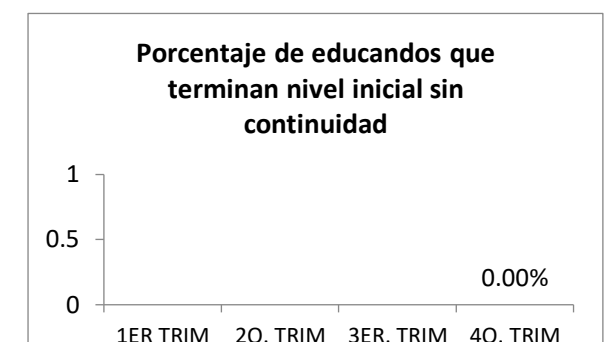 Porcentaje de educandos que
terminan nivel inicial sin
continuidad
1
0.5
0.00%
0
1ER TRIM 2O. TRIM 3ER. TRIM 4O. TRIM